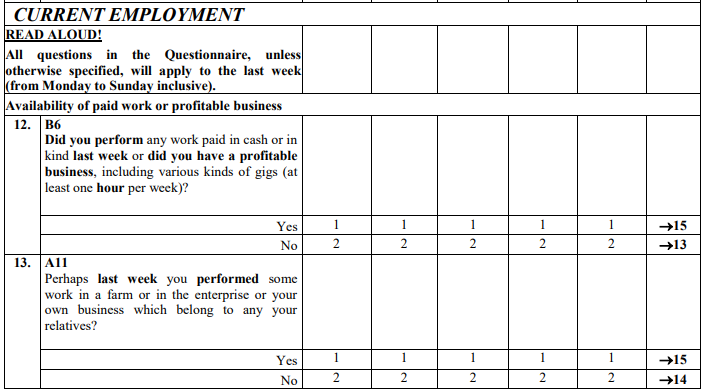 CURRENT EMPLOYMENT
READ ALOUD!
All questions in the Questionnaire, unless
otherwise specified, will apply to the last week
(from Monday to Sunday inclusive).
Availability of paid work or profitable business
12. B6
Did you perform any work paid in cash or in
kind last week or did you have a profitable
business, including various kinds of gigs (at
least one hour per week)?
Yes 1 1 1 1 1 →15
No 2 2 2 2 2 →13
13. A11
Perhaps last week you performed some
work in a farm or in the enterprise or your
own business which belong to any your
relatives?
Yes 1 1 1 1 1 →15
No 2 2 2 2 2 →14